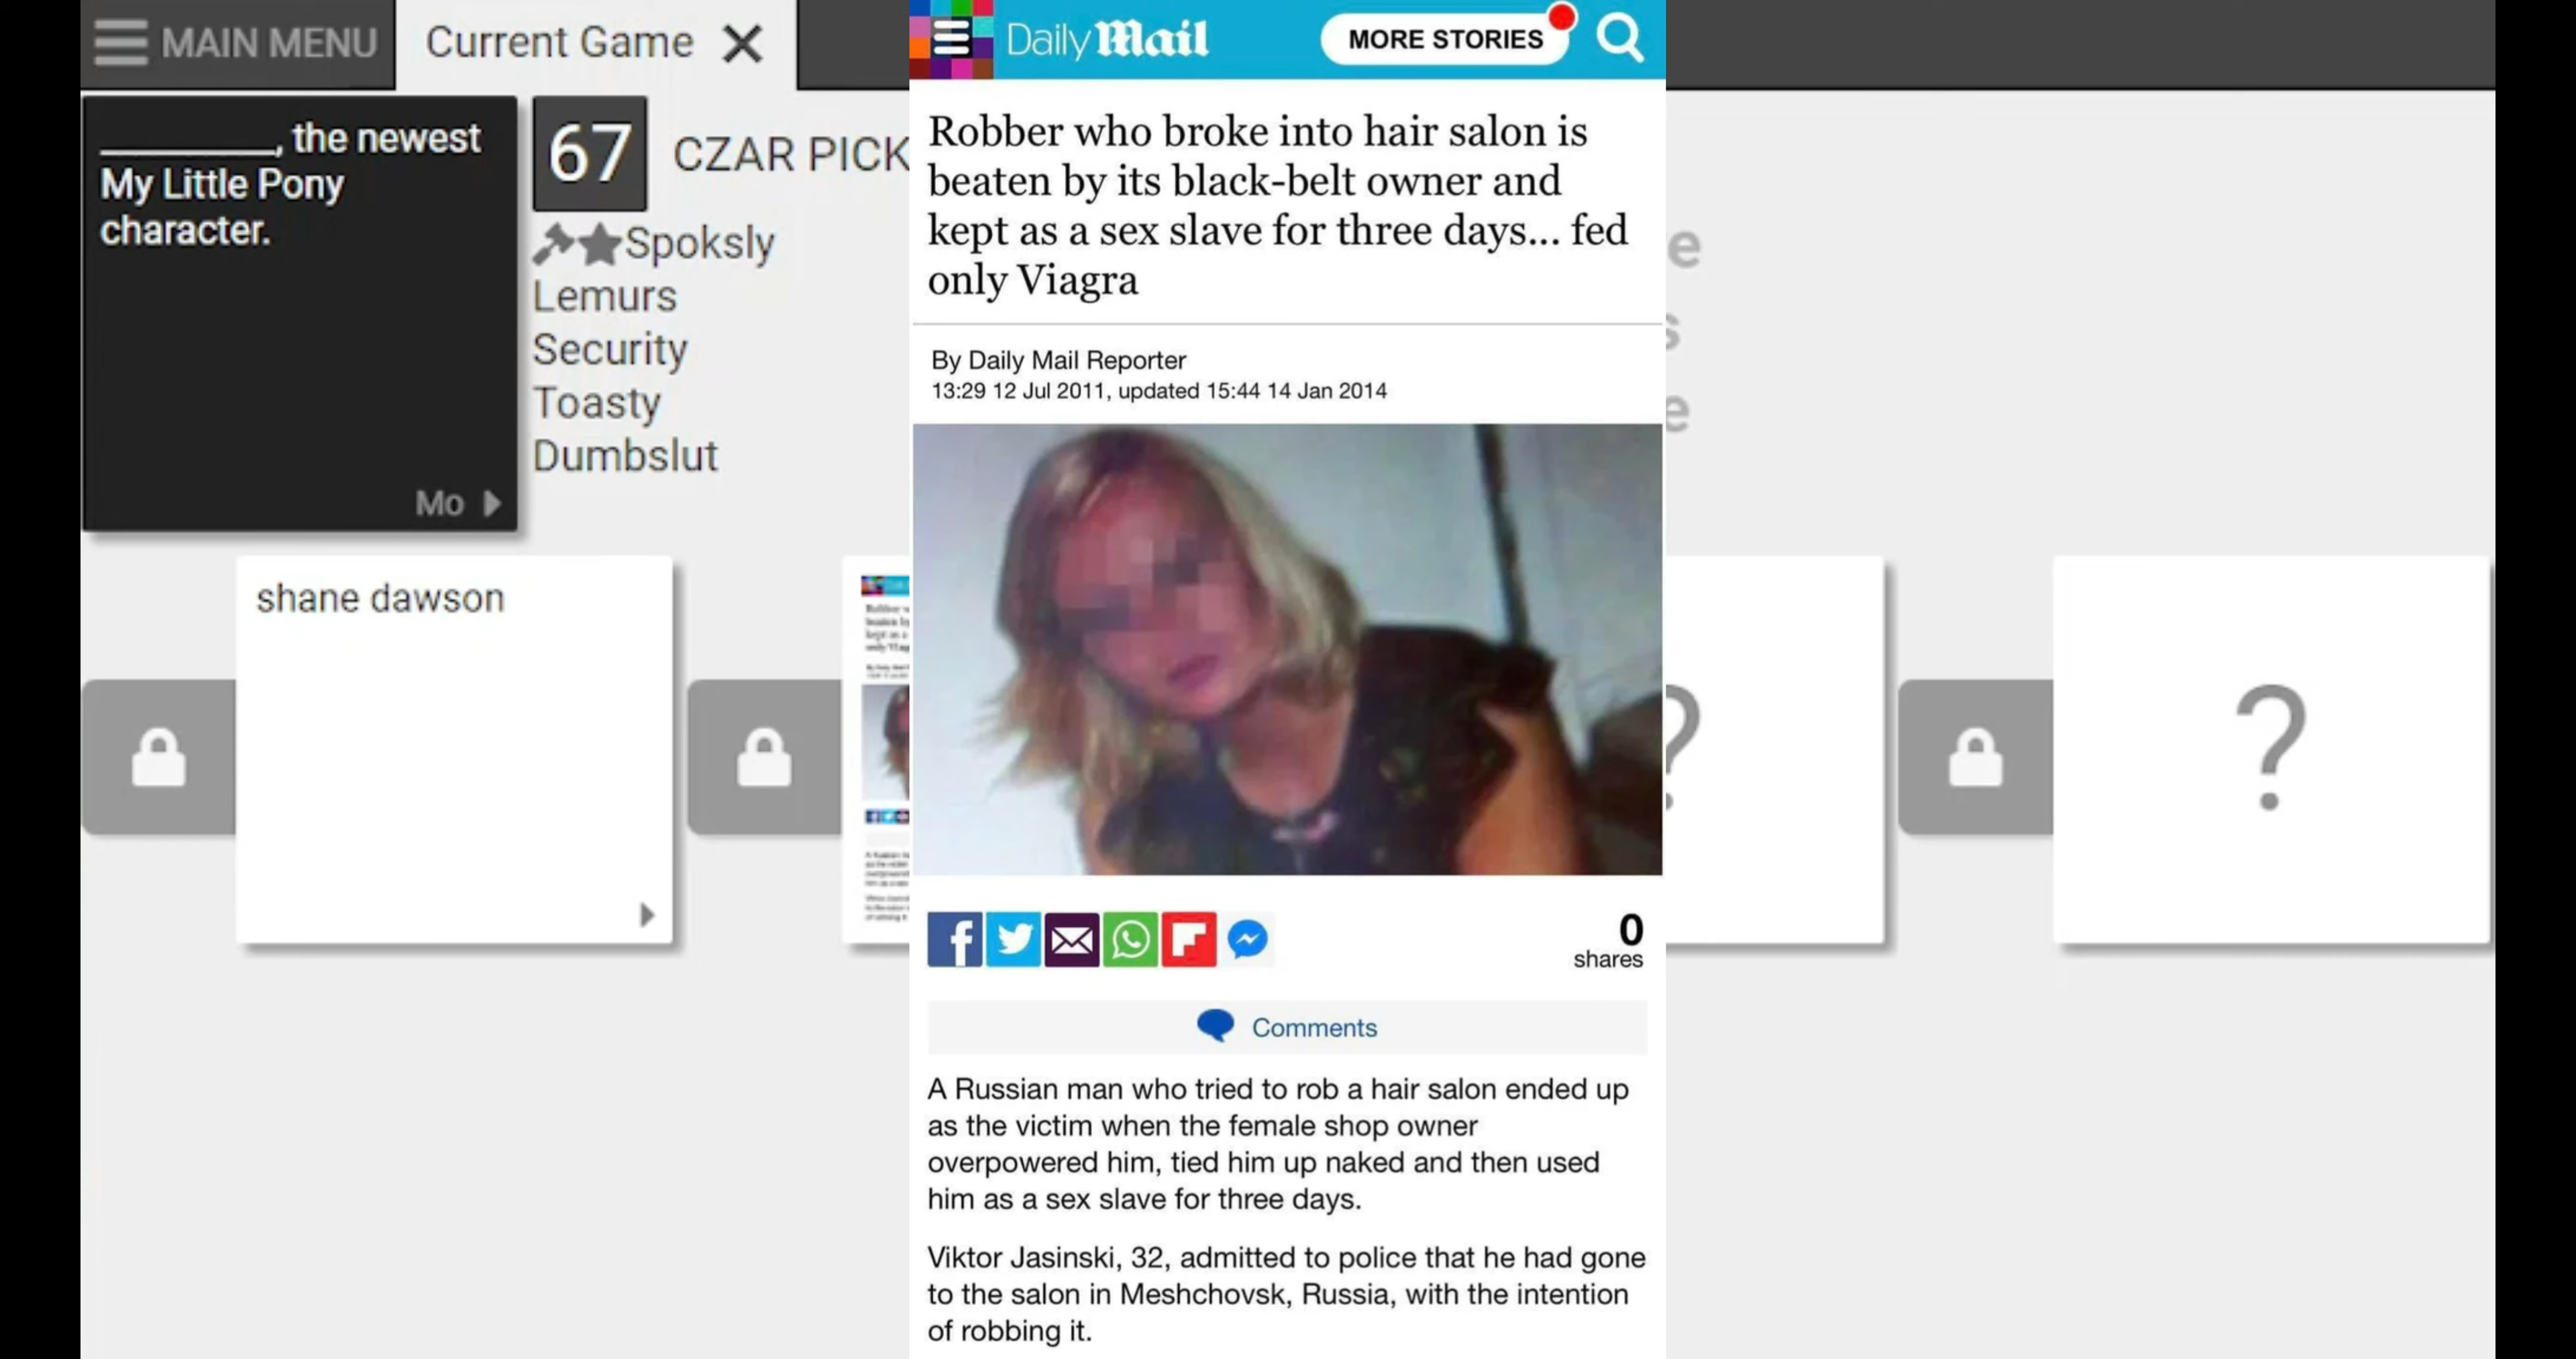 MAIN MENU
Current Game
Daily Mail
MORE STORIES
________, the newest
My Little Pony
character.
Mo
67
CZAR PICK
Spoksly
Lemurs
Security
Toasty
Dumbslut
Robber who broke into hair salon is
beaten by its black-belt owner and
kept as a sex slave for three days... fed
only Viagra
By Daily Mail Reporter
13:29 12 Jul 2011, updated 15:44 14 Jan 2014
e
s
e
shane dawson
?
?
0
shares
Comments
A Russian man who tried to rob a hair salon ended up
as the victim when the female shop owner
overpowered him, tied him up naked and then used
him as a sex slave for three days.
Viktor Jasinski, 32, admitted to police that he had gone
to the salon in Meshchovsk, Russia, with the intention
of robbing it.